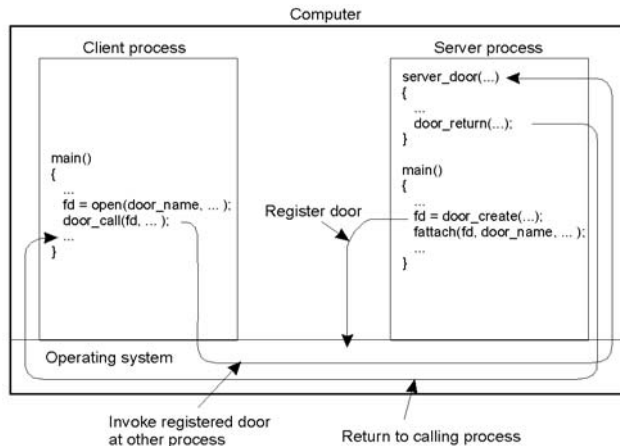 Computer
Client process
Server process
server_door(...)
{
...
door_return(...);
}
main()
{
...
fd = door_create(...);
fattach(fd, door_name, ... );
...
}
main()
{
...
fd = open(door_name, ... );
door_call(fd, ... );
...
}
Register door
Operating system
Invoke registered door
at other process
Return to calling process